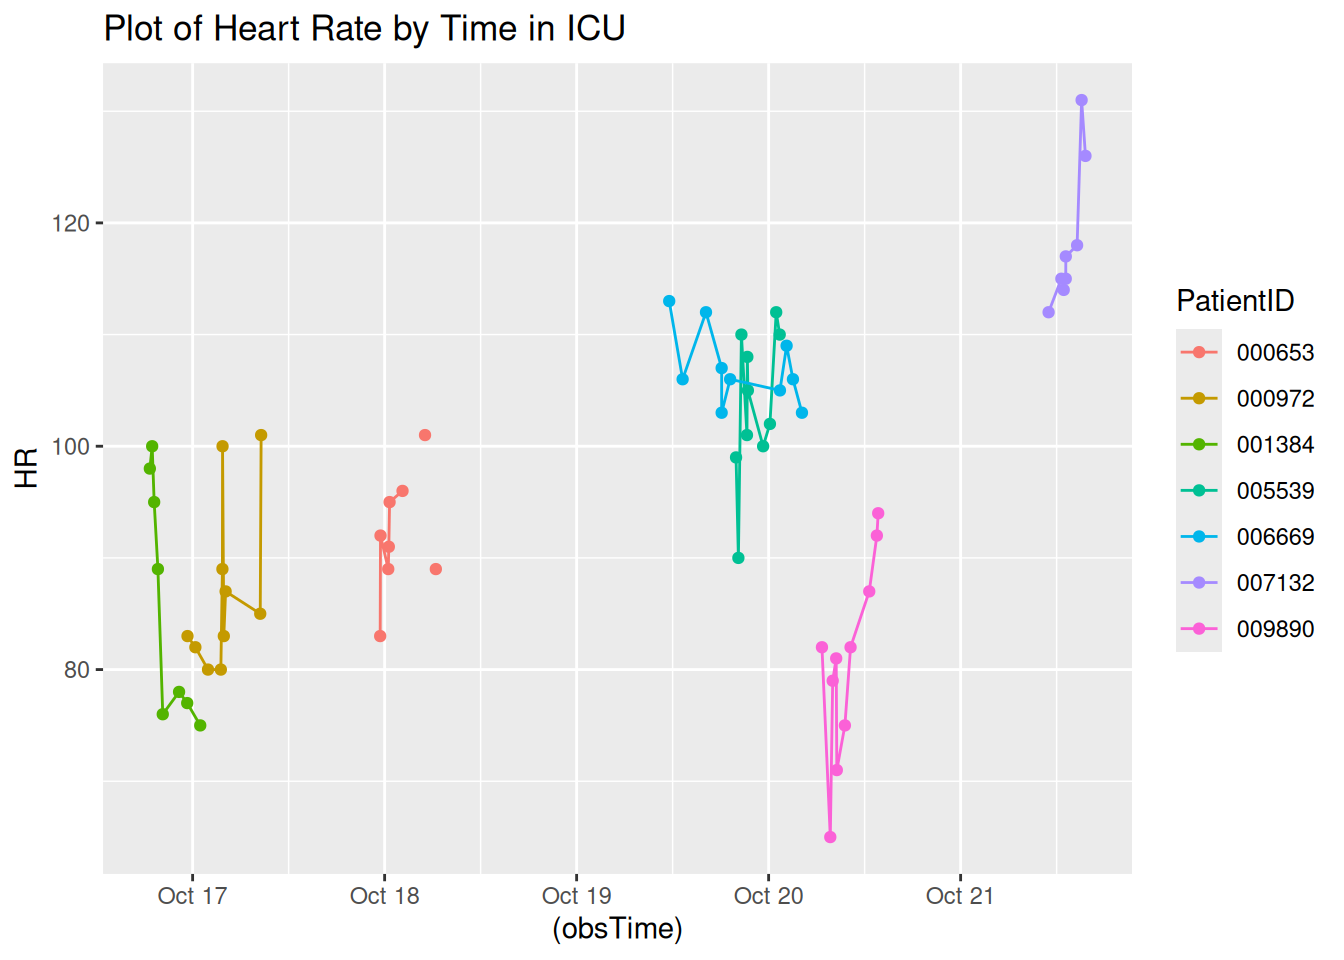 Plot of Heart Rate by Time in ICU
HR
120
100
80
Oct 17
Oct 18
Oct 19
Oct 20
Oct 21
(obsTime)
PatientID
000653
000972
001384
005539
006669
007132
009890